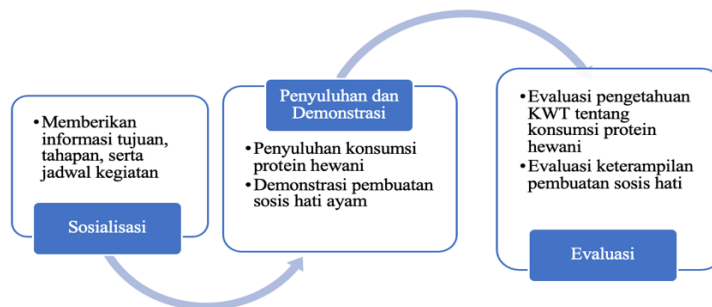 •Memberikan
informasi tujuan,
tahapan, serta
jadwal kegiatan
Sosialisasi
Penyuluhan dan
Demonstrasi
•Penyuluhan konsumsi
protein hewani
•Demonstrasi pembuatan
sosis hati ayam
•Evaluasi pengetahuan
KWT tentang
konsumsi protein
hewani
•Evaluasi keterampilan
pembuatan sosis hati
Evaluasi